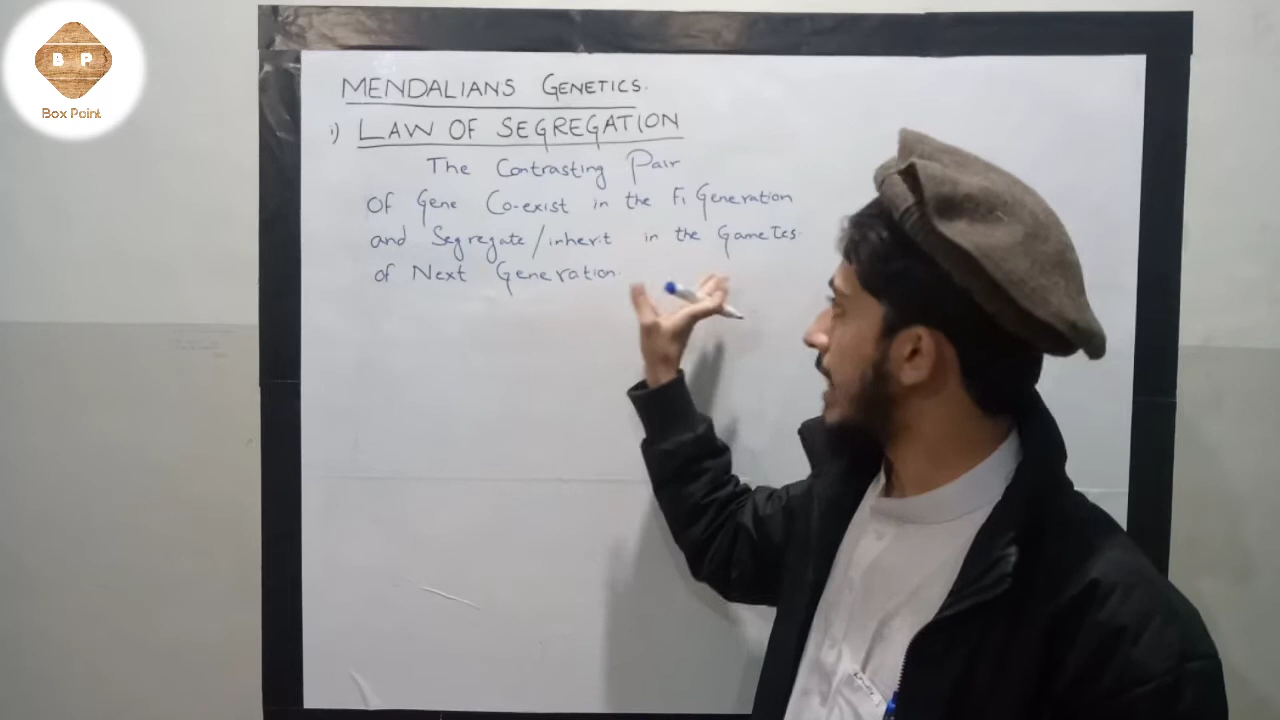 B P
Box Point
MENDALIANS GENETICS.
i) LAW OF SEGREGATION
The Contrasting Pair
Of Gene Co-exist in the F1 Generation
and Segregate/inherit in the Gametes
of Next Generation.